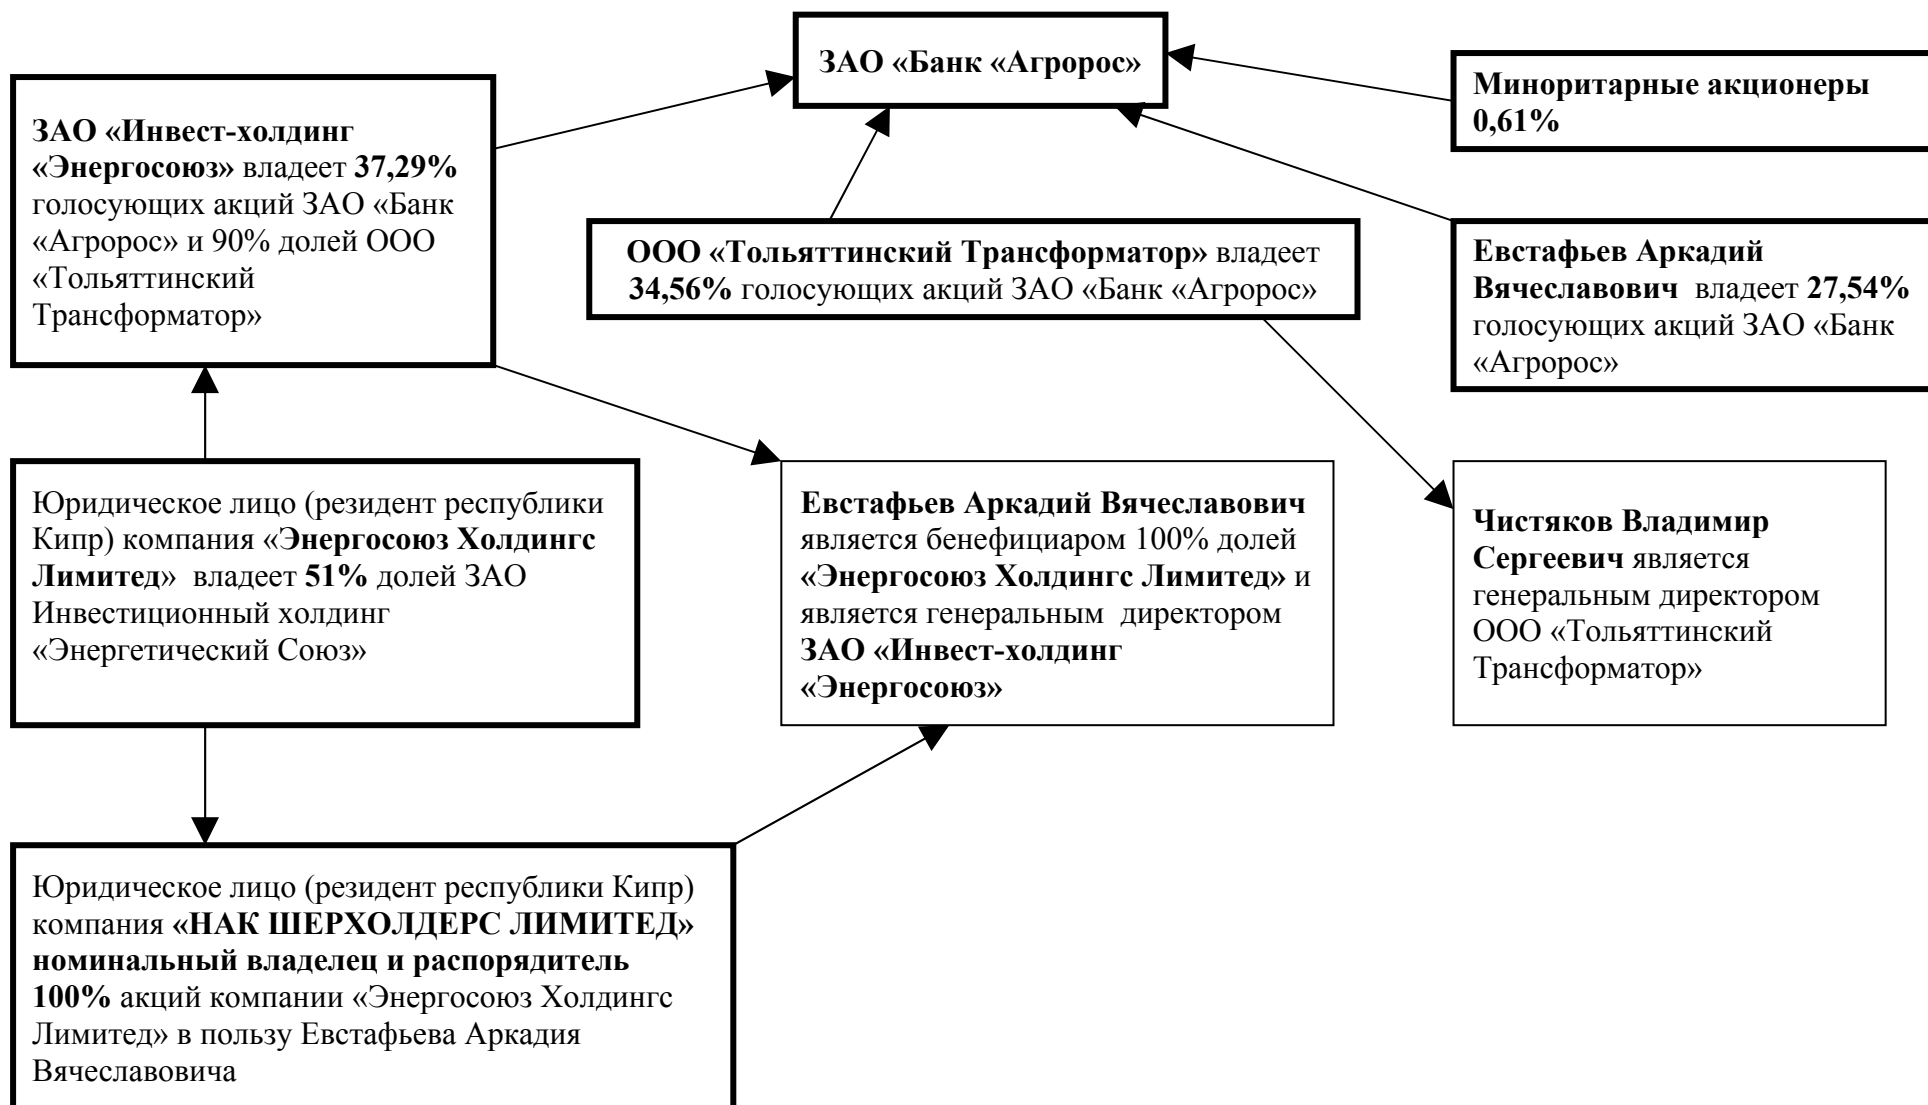 ЗАО «Банк «Агророс»
Миноритарные акционеры
0,61%
ЗАО «Инвест-холдинг
«Энергосоюз» владеет 37,29%
голосующих акций ЗАО «Банк
«Агророс» и 90% долей ООО
«Тольяттинский
Трансформатор»
ООО «Тольяттинский Трансформатор» владеет
34,56% голосующих акций ЗАО «Банк «Агророс»
Евстафьев Аркадий
Вячеславович владеет 27,54%
голосующих акций ЗАО «Банк
«Агророс»
Юридическое лицо (резидент республики
Кипр) компания «Энергосоюз Холдингс
Лимитед» владеет 51% долей ЗАО
Инвестиционный холдинг
«Энергетический Союз»
Евстафьев Аркадий Вячеславович
является бенефициаром 100% долей
«Энергосоюз Холдингс Лимитед» и
является генеральным директором
ЗАО «Инвест-холдинг
«Энергосоюз»
Чистяков Владимир
Сергеевич является
генеральным директором
ООО «Тольяттинский
Трансформатор»
Юридическое лицо (резидент республики Кипр)
компания «НАК ШЕРХОЛДЕРС ЛИМИТЕД»
номинальный владелец и распорядитель
100% акций компании «Энергосоюз Холдингс
Лимитед» в пользу Евстафьева Аркадия
Вячеславовича